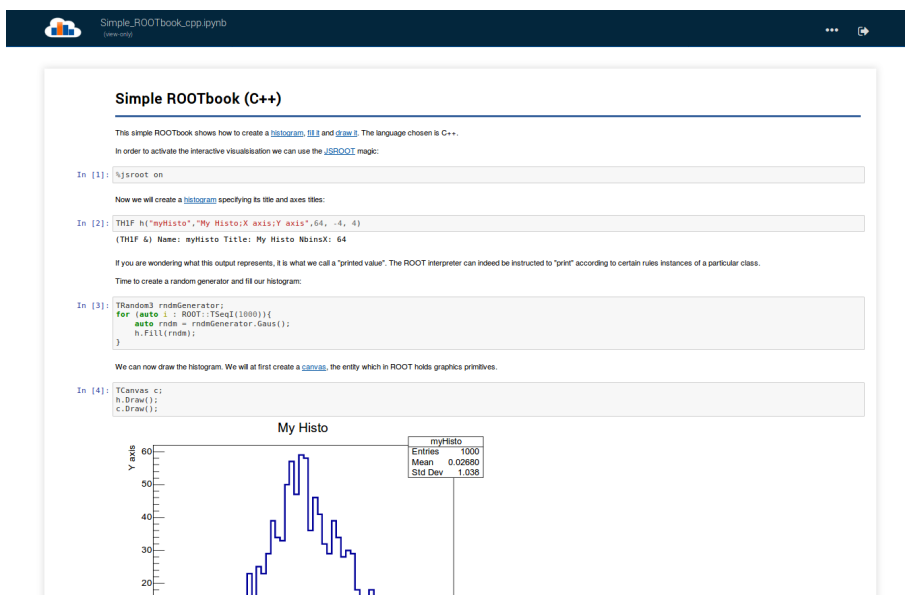 Simple_ROOTbook_cpp.ipynb
(view-only)
Simple ROOTbook (C++)
This simple ROOTbook shows how to create a histogram, fill it and draw it. The language chosen is C++.
In order to activate the interactive visualsisation we can use the JSROOT magic:
In [1]: %jsroot on
Now we will create a histogram specifying its title and axes titles:
In [2]: TH1F h("myHisto","My Histo;X axis;Y axis",64, -4, 4)
(TH1F &) Name: myHisto Title: My Histo NbinsX: 64
If you are wondering what this output represents, it is what we call a "printed value". The ROOT interpreter can indeed be instructed to "print" according to certain rules instances of a particular class.
Time to create a random generator and fill our histogram:
In [3]: TRandom3 rndmGenerator;
for (auto i : ROOT::TSeqI(1000)){
    auto rndm = rndmGenerator.Gaus();
    h.Fill(rndm);
}
We can now draw the histogram. We will at first create a canvas, the entity which in ROOT holds graphics primitives.
In [4]: TCanvas c;
h.Draw();
c.Draw();
My Histo
myHisto
Entries 1000
Mean 0.02680
Std Dev 1.038
Y axis
60
50
40
30
20